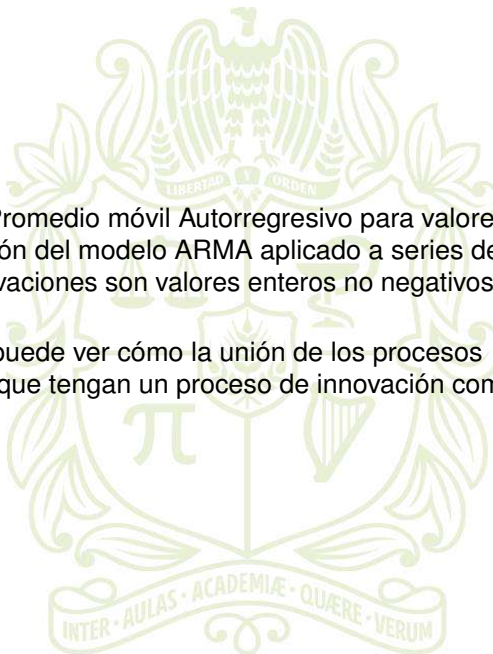 LIBERTAD Y ORDEN
Promedio móvil Autorregresivo para valore
ón del modelo ARMA aplicado a series de
vaciones son valores enteros no negativos
puede ver cómo la unión de los procesos
que tengan un proceso de innovación com
π
INTER · AULAS · ACADEMIÆ · QUÆRE · VERUM